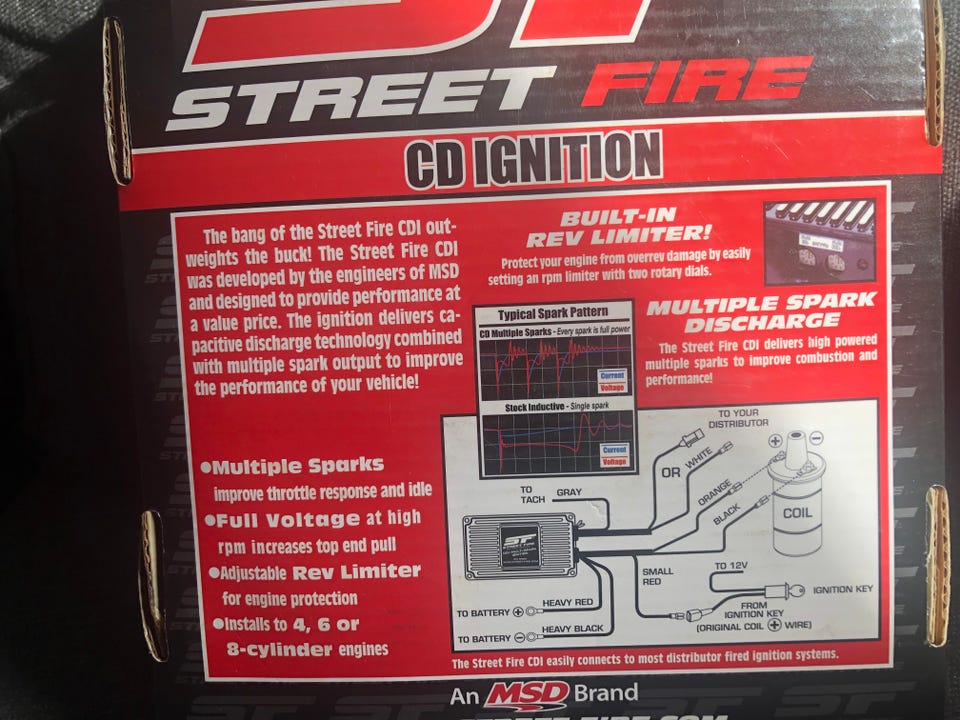 ST
STREET FIRE
CD IGNITION
The bang of the Street Fire CDI out-
weights the buck! The Street Fire CDI
was developed by the engineers of MSD
and designed to provide performance at
a value price. The ignition delivers ca-
pacitive discharge technology combined
with multiple spark output to improve
the performance of your vehicle!
•Multiple Sparks
improve throttle response and idle
•Full Voltage at high
rpm increases top end pull
•Adjustable Rev Limiter
for engine protection
•Installs to 4, 6 or
8-cylinder engines
BUILT-IN
REV LIMITER!
Protect your engine from overrev damage by easily
setting an rpm limiter with two rotary dials.
MULTIPLE SPARK
DISCHARGE
The Street Fire CDI delivers high powered
multiple sparks to improve combustion and
performance!
Typical Spark Pattern
CD Multiple Sparks - Every spark is full power
Current
Voltage
Stock Inductive - Single spark
Current
Voltage
TO YOUR
DISTRIBUTOR
OR
WHITE
ORANGE
BLACK
+
-
COIL
TO
TACH
GRAY
ST
STREET FIRE
SMALL
RED
TO 12V
IGNITION KEY
FROM
IGNITION KEY
(ORIGINAL COIL + WIRE)
TO BATTERY +
HEAVY RED
TO BATTERY -
HEAVY BLACK
The Street Fire CDI easily connects to most distributor fired ignition systems.
An MSD Brand
STREET-FIRE.COM